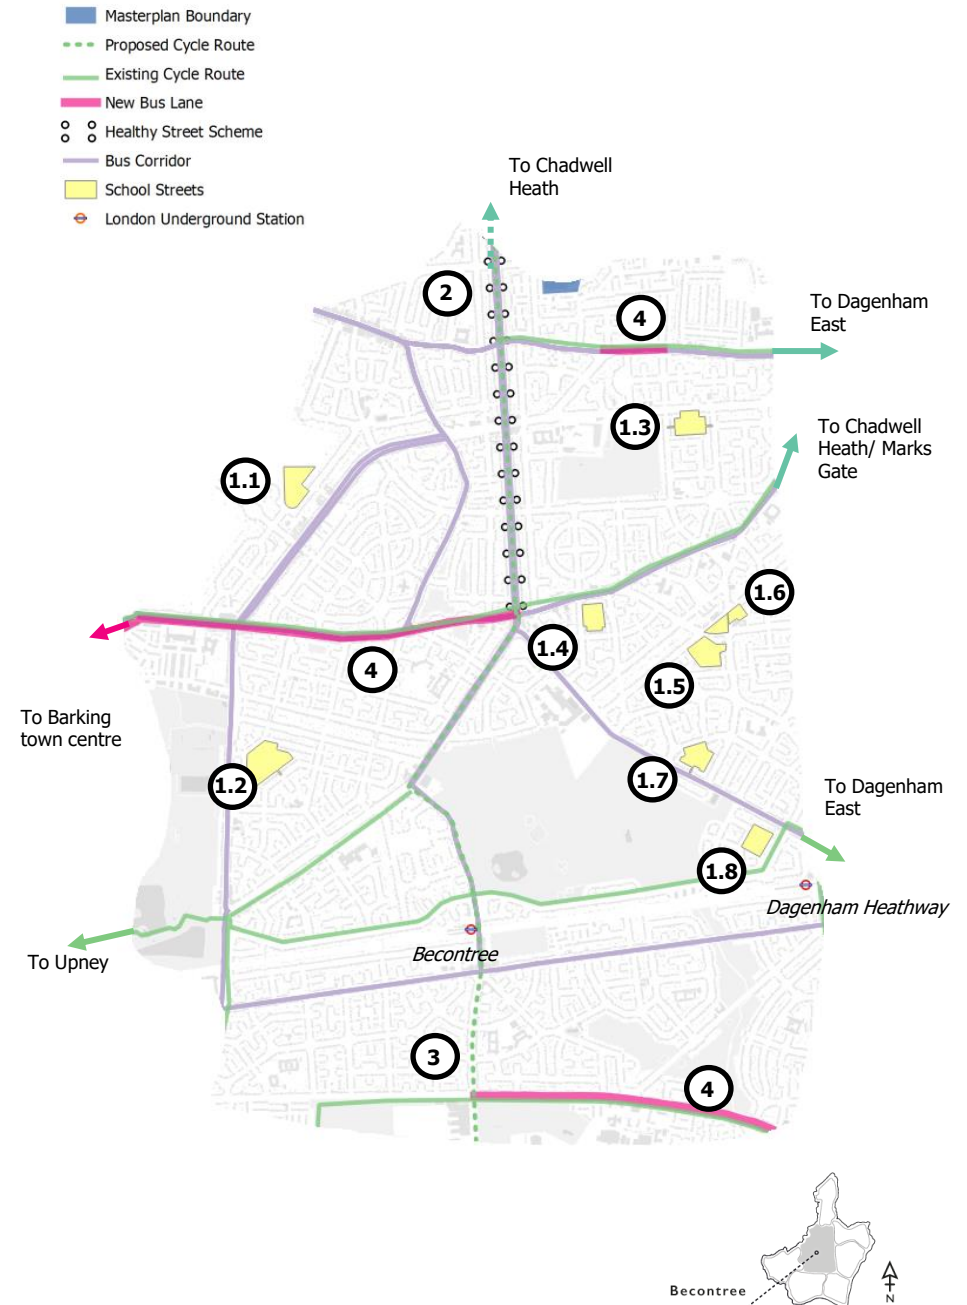 Masterplan Boundary
Proposed Cycle Route
Existing Cycle Route
New Bus Lane
Healthy Street Scheme
Bus Corridor
School Streets
London Underground Station
To Chadwell
Heath
2
4
To Dagenham
East
1.3
To Chadwell
Heath/ Marks
Gate
1.1
1.6
1.4
4
1.5
To Barking
town centre
1.2
1.7
To Dagenham
East
1.8
Dagenham Heathway
Becontree
To Upney
3
4
Becontree
N